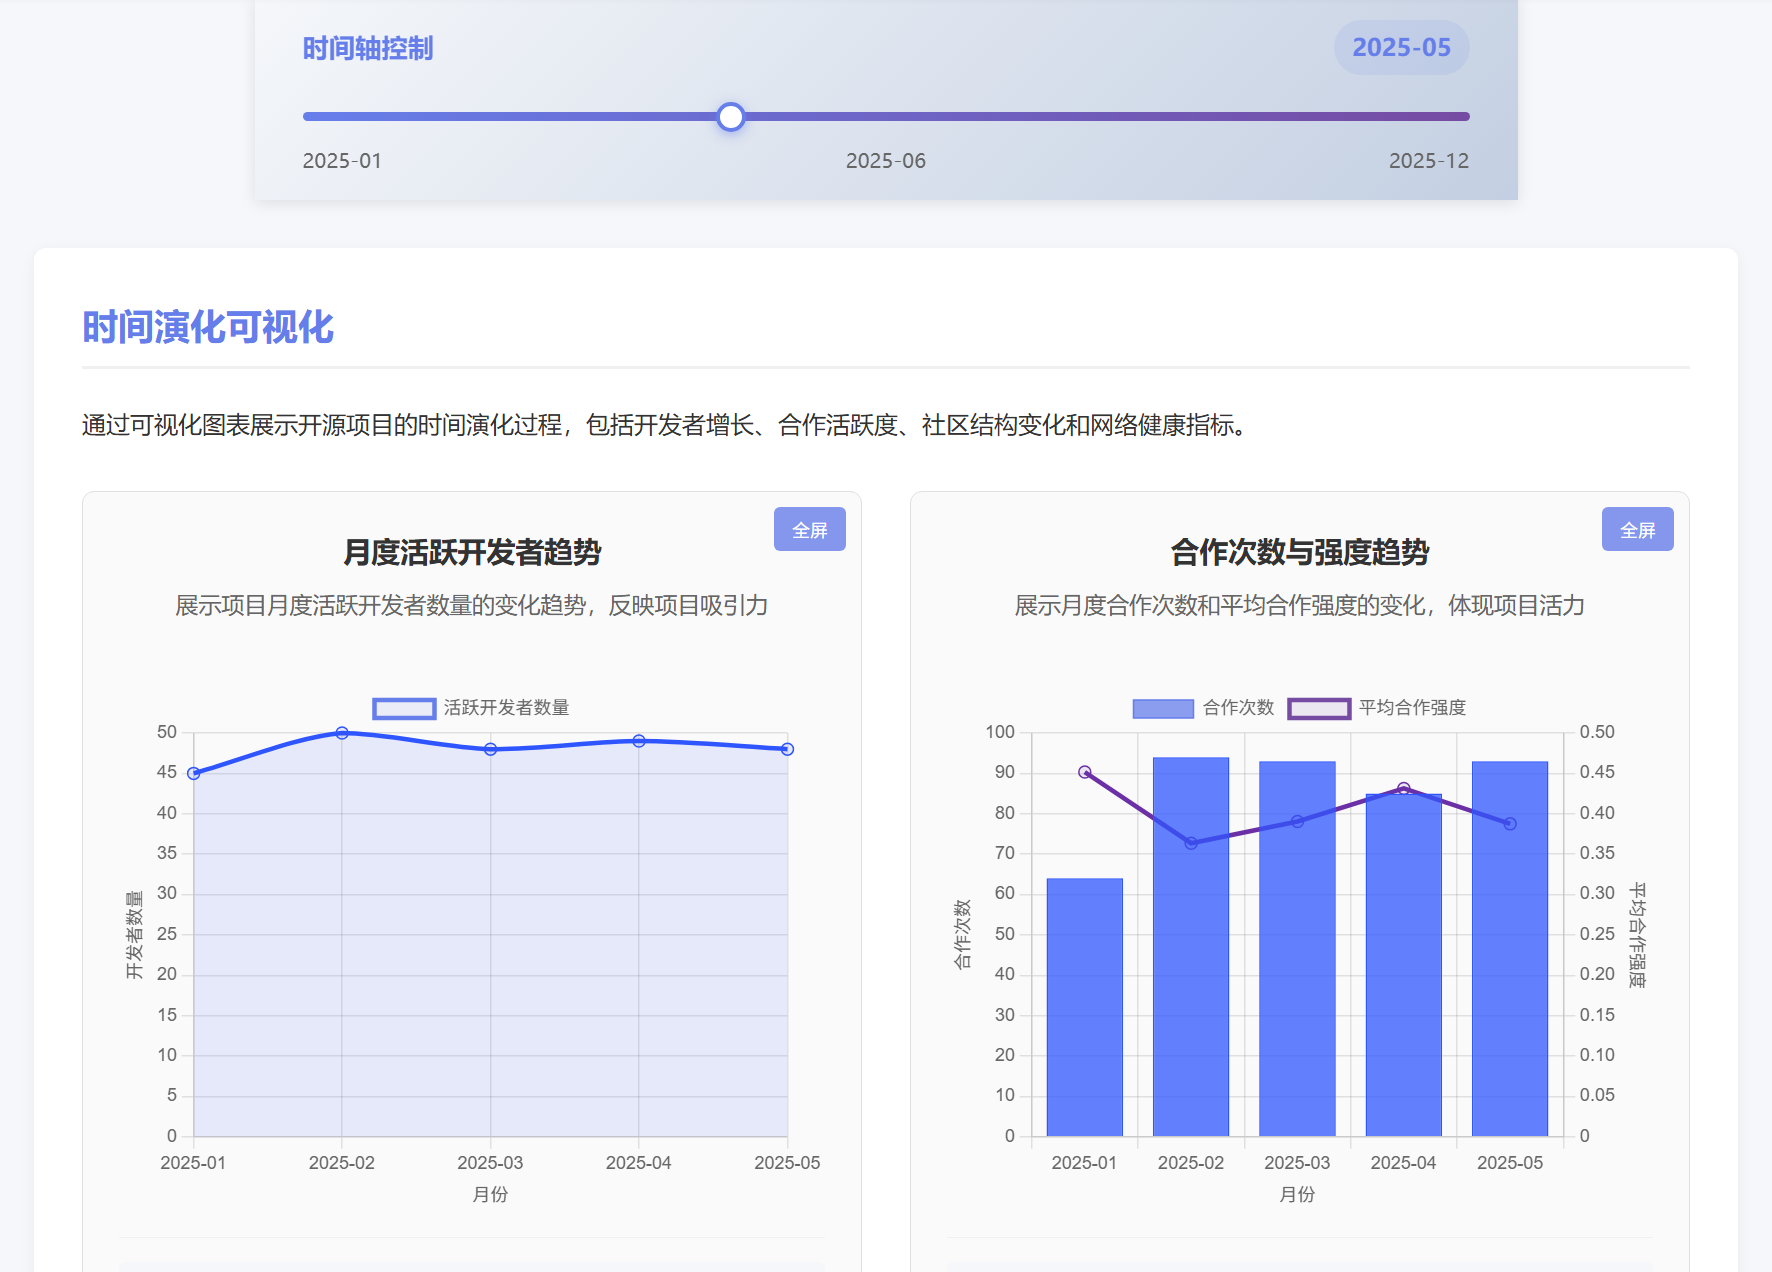 时间轴控制
2025-05
2025-01 2025-06 2025-12
时间演化可视化
通过可视化图表展示开源项目的时间演化过程，包括开发者增长、合作活跃度、社区结构变化和网络健康指标。
全屏
月度活跃开发者趋势
展示项目月度活跃开发者数量的变化趋势，反映项目吸引力
活跃开发者数量
50
45
40
35
30
25
20
15
10
5
0
开发者数量
2025-01 2025-02 2025-03 2025-04 2025-05
月份
全屏
合作次数与强度趋势
展示月度合作次数和平均合作强度的变化，体现项目活力
合作次数 平均合作强度
100
90
80
70
60
50
40
30
20
10
0
合作次数
0.50
0.45
0.40
0.35
0.30
0.25
0.20
0.15
0.10
0.05
0
平均合作强度
2025-01 2025-02 2025-03 2025-04 2025-05
月份